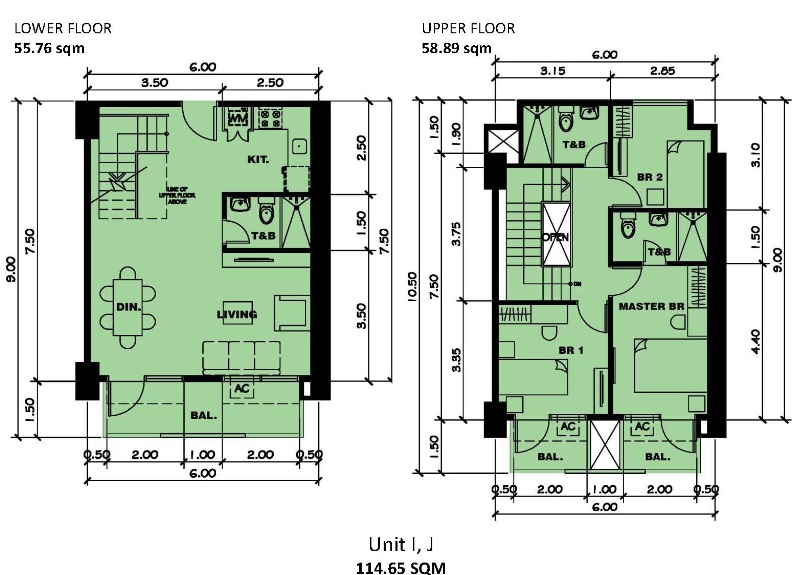 LOWER FLOOR
55.76 sqm
6.00
3.50
2.50
WM
KIT.
LINE OF
UPPER FLOOR
ABOVE
T&B
DIN.
LIVING
AC
BAL.
9.00
7.50
1.50
2.50
1.50
3.50
7.50
0.50
2.00
1.00
2.00
0.50
6.00
UPPER FLOOR
58.89 sqm
6.00
3.15
2.85
T&B
BR 2
OPEN
T&B
DN
MASTER BR
BR 1
AC
AC
BAL.
BAL.
10.50
1.50
7.50
1.50
1.90
3.75
3.35
3.10
1.50
4.40
9.00
0.50
2.00
1.00
2.00
0.50
6.00
Unit I, J
114.65 SQM